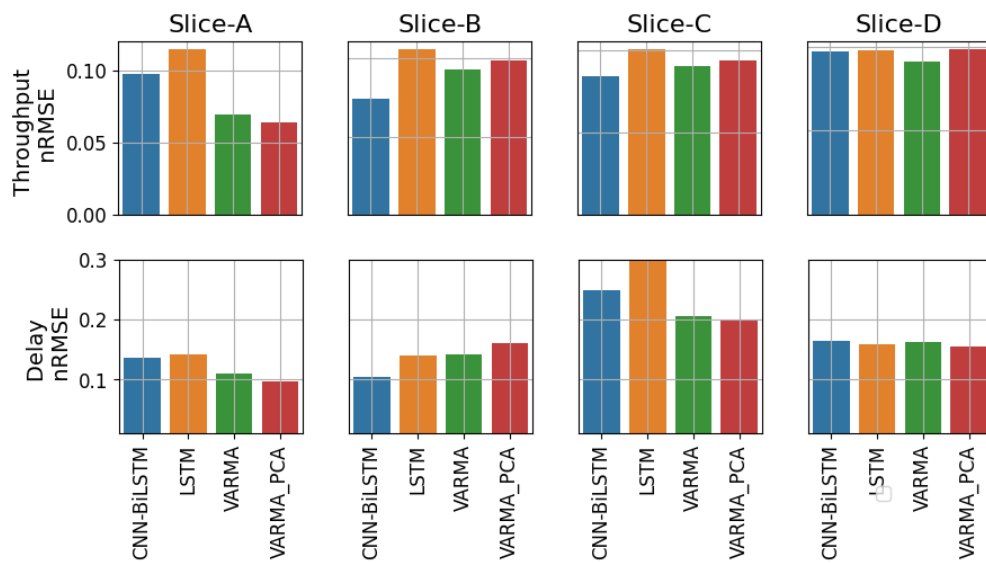 Slice-A
Slice-B
Slice-C
Slice-D
Throughput
nRMSE
0.10
0.05
0.00
Delay
nRMSE
0.3
0.2
0.1
CNN-BiLSTM
LSTM
VARMA
VARMA_PCA
CNN-BiLSTM
LSTM
VARMA
VARMA_PCA
CNN-BiLSTM
LSTM
VARMA
VARMA_PCA
CNN-BiLSTM
LSTM
VARMA
VARMA_PCA